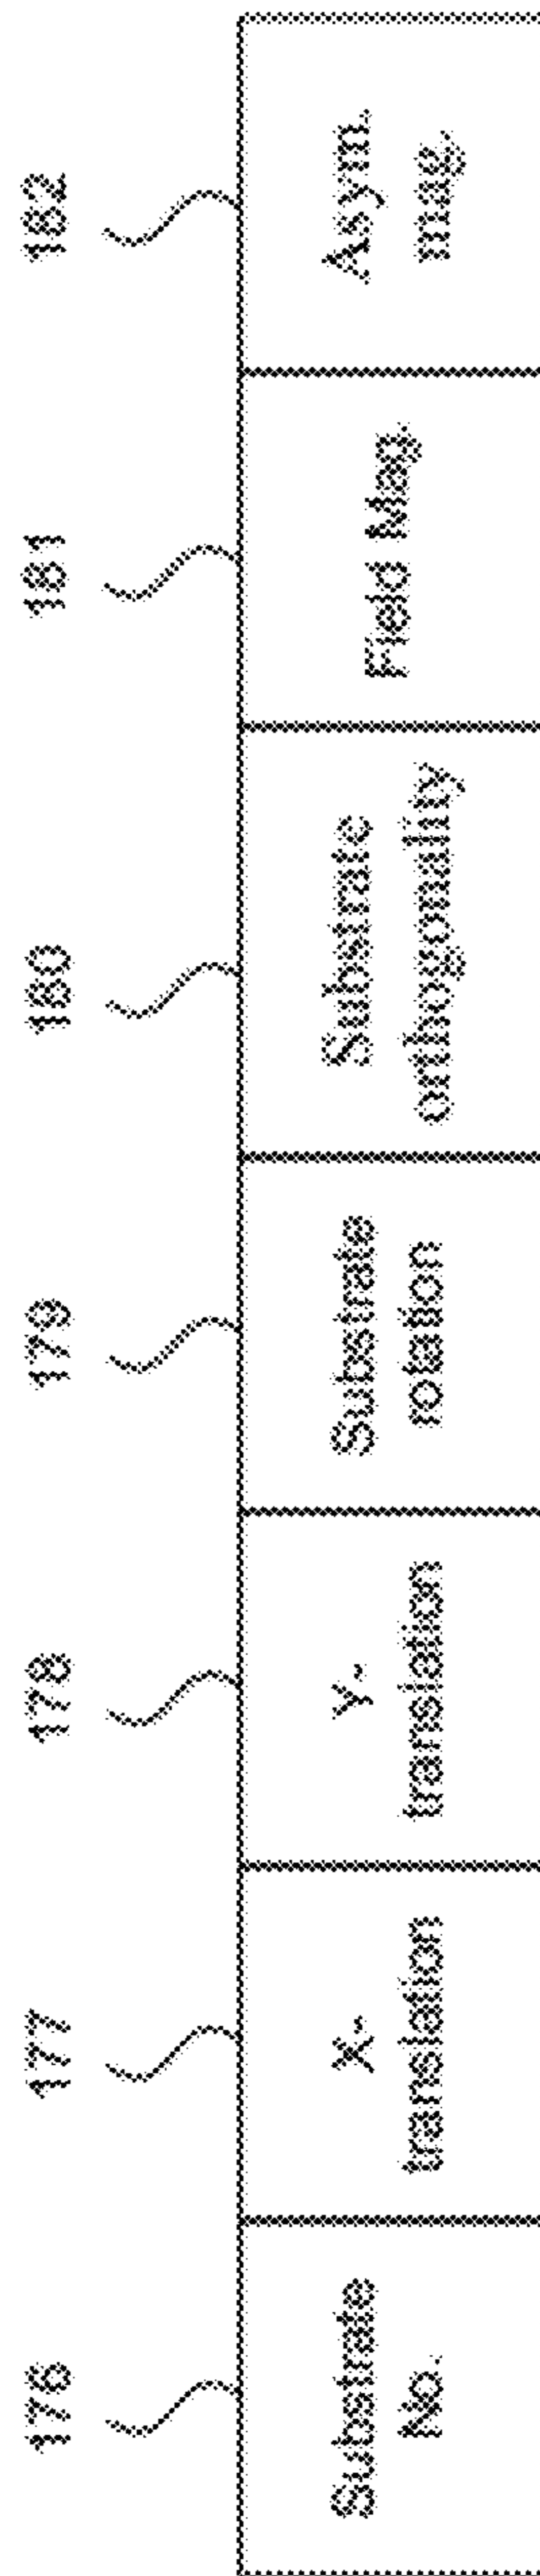 176 177 178 179 180 181 182
Substrate
No.
X-
translation
y-
translation
Substrate
rotation
Substrate
orthogonality
Field Mag.
Asym.
mag.